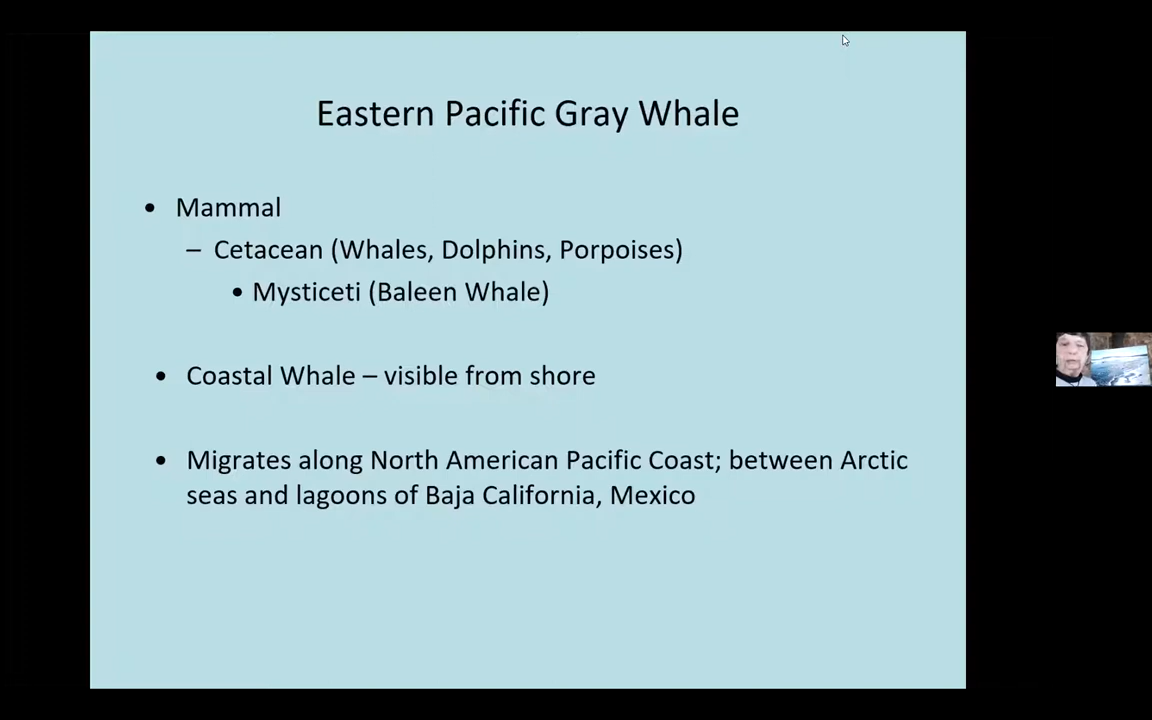 Eastern Pacific Gray Whale
• Mammal
– Cetacean (Whales, Dolphins, Porpoises)
• Mysticeti (Baleen Whale)
• Coastal Whale – visible from shore
• Migrates along North American Pacific Coast; between Arctic
seas and lagoons of Baja California, Mexico